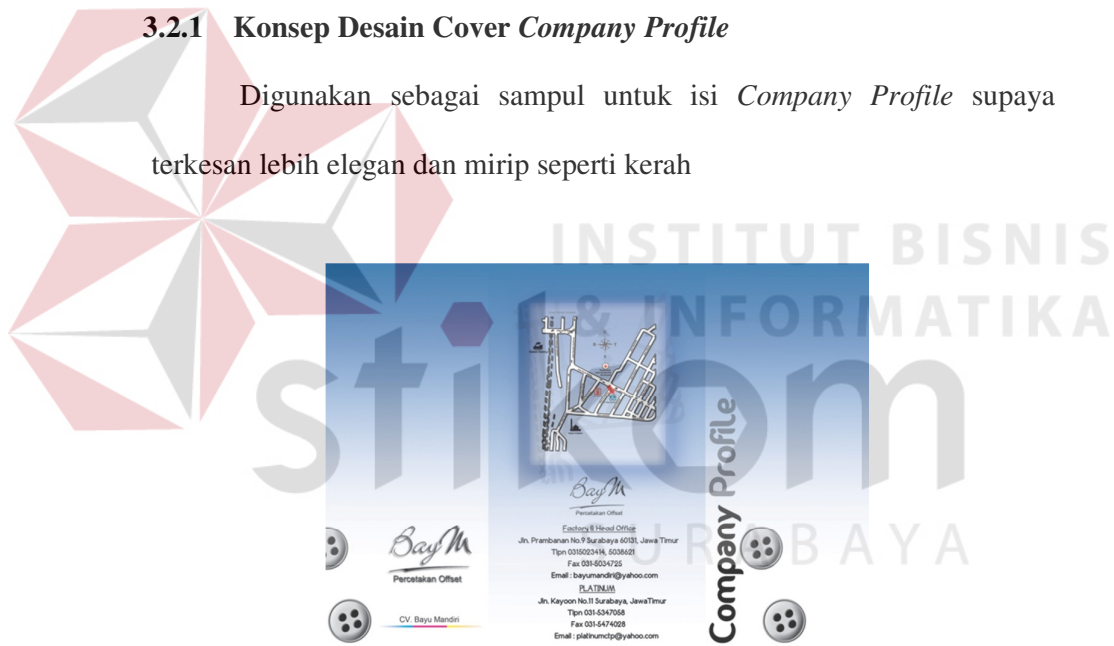 3.2.1 Konsep Desain Cover Company Profile
Digunakan sebagai sampul untuk isi Company Profile supaya
terkesan lebih elegan dan mirip seperti kerah
INSTITUT BISNIS
& INFORMATIKA
stikom
SURABAYA
BayM
Percetakan Offset
CV. Bayu Mandiri
BayM
Percetakan Offset
Factory & Head Office
Jln. Prambanan No.9 Surabaya 60131, Jawa Timur
Tlpn 0315023414, 5038621
Fax 031-5034725
Email : bayumandiri@yahoo.com
PLATINUM
Jln. Kayoon No.11 Surabaya, JawaTimur
Tlpn 031-5347058
Fax 031-5474028
Email : platinumctp@yahoo.com
Company Profile